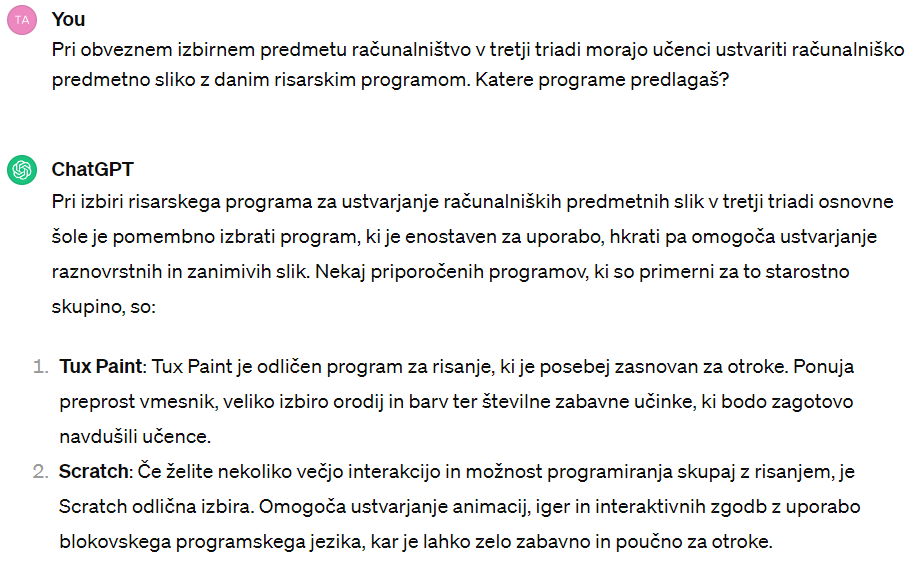 TA
You
Pri obveznem izbirnem predmetu računalništvo v tretji triadi morajo učenci ustvariti računalniško
predmetno sliko z danim risarskim programom. Katere programe predlagaš?
ChatGPT
Pri izbiri risarskega programa za ustvarjanje računalniških predmetnih slik v tretji triadi osnovne
šole je pomembno izbrati program, ki je enostaven za uporabo, hkrati pa omogoča ustvarjanje
raznovrstnih in zanimivih slik. Nekaj priporočenih programov, ki so primerni za to starostno
skupino, so:
1. Tux Paint: Tux Paint je odličen program za risanje, ki je posebej zasnovan za otroke. Ponuja
preprost vmesnik, veliko izbiro orodij in barv ter številne zabavne učinke, ki bodo zagotovo
navdušili učence.
2. Scratch: Če želite nekoliko večjo interakcijo in možnost programiranja skupaj z risanjem, je
Scratch odlična izbira. Omogoča ustvarjanje animacij, iger in interaktivnih zgodb z uporabo
blokovskega programskega jezika, kar je lahko zelo zabavno in poučno za otroke.